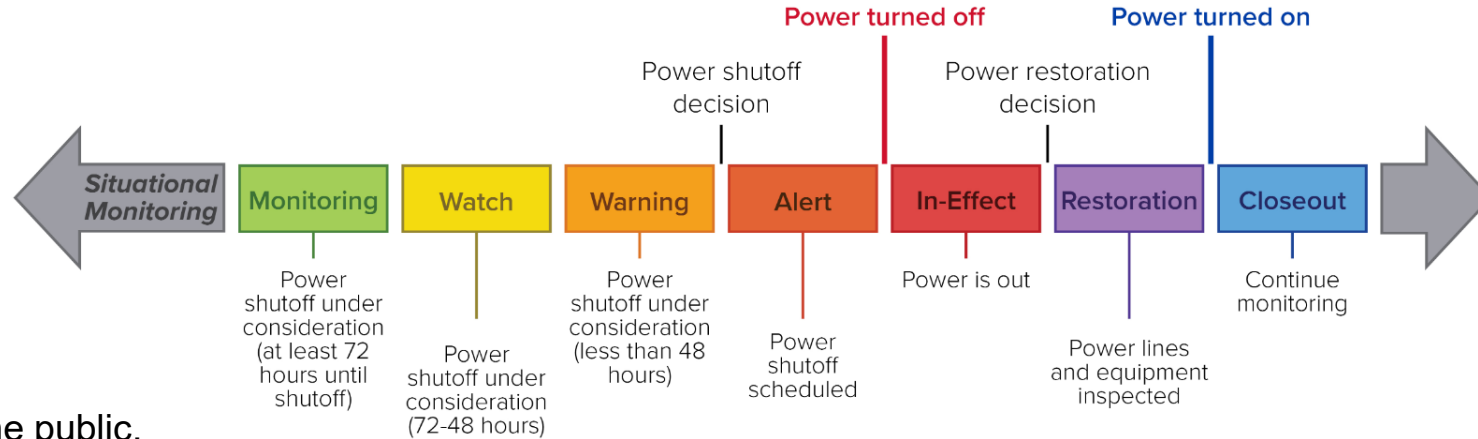 Power turned off
Power turned on
Power shutoff
decision
Power restoration
decision
Situational
Monitoring
Monitoring
Watch
Warning
Alert
In-Effect
Restoration
Closeout
Power
shutoff under
consideration
(at least 72
hours until
shutoff)
Power
shutoff under
consideration
(72-48 hours)
Power
shutoff under
consideration
(less than 48
hours)
Power
shutoff
scheduled
Power is out
Power lines
and equipment
inspected
Continue
monitoring
public.